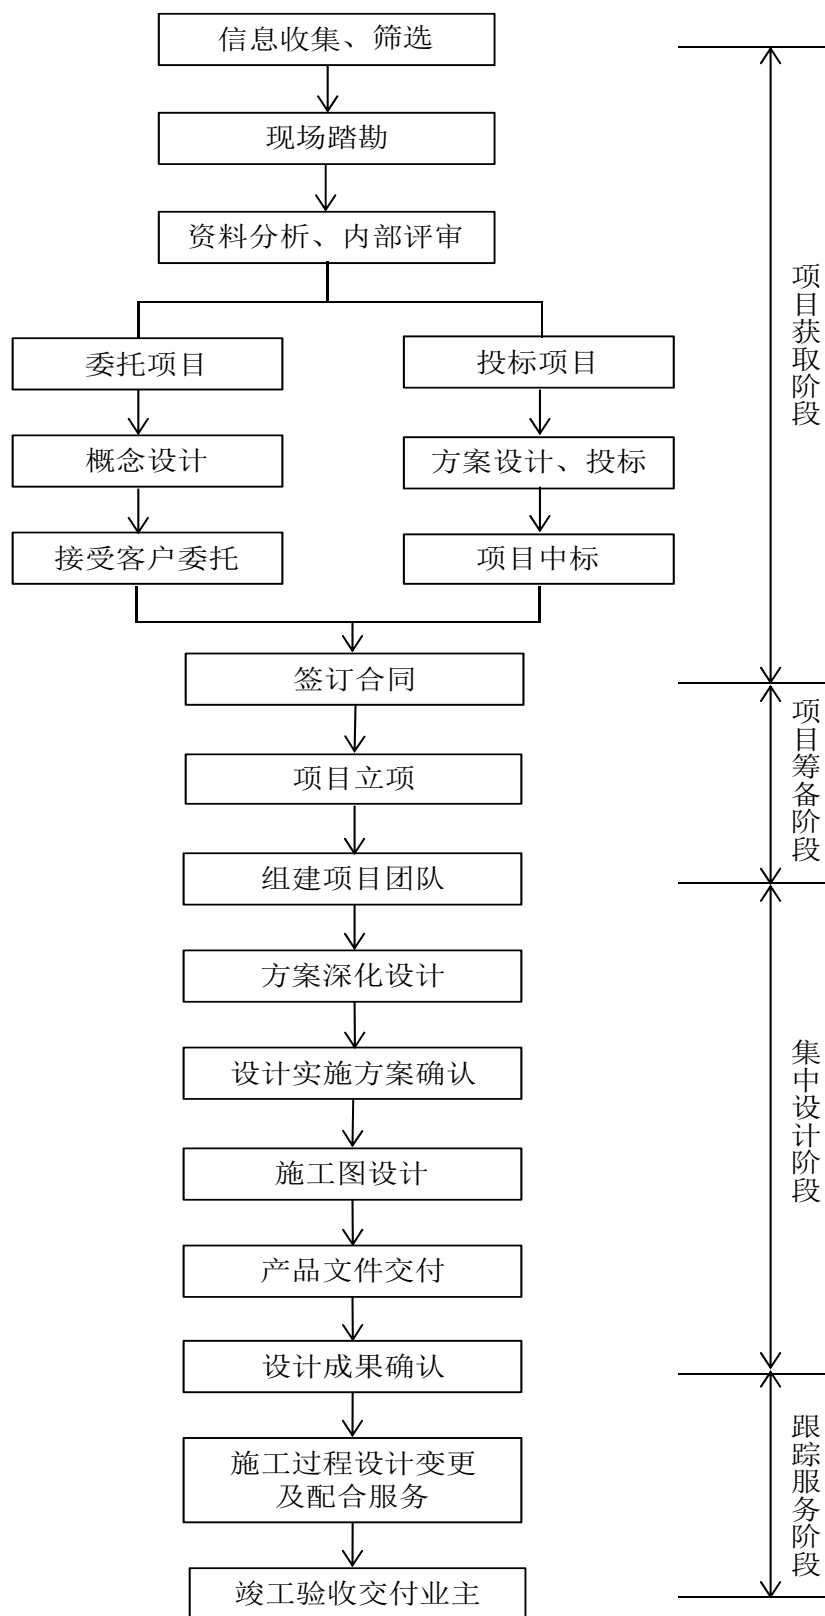 信息收集、筛选
现场踏勘
资料分析、内部评审
委托项目
投标项目
概念设计
方案设计、投标
接受客户委托
项目中标
签订合同
项目立项
组建项目团队
方案深化设计
设计实施方案确认
施工图设计
产品文件交付
设计成果确认
施工过程设计变更
及配合服务
竣工验收交付业主
项目获取阶段
项目筹备阶段
集中设计阶段
跟踪服务阶段